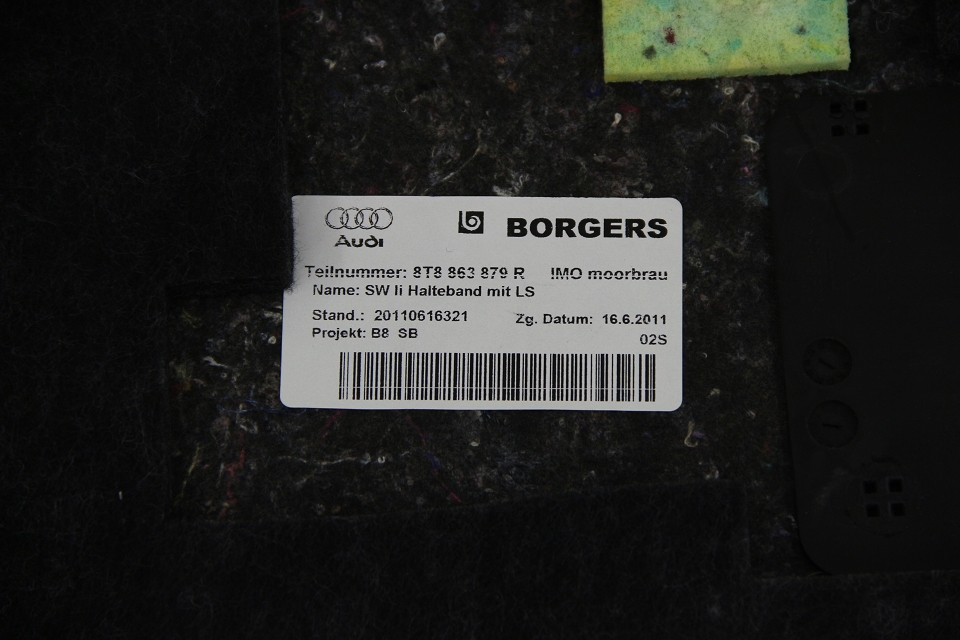 Audi BORGERS
Teilnummer: 8T8 863 879 R IMO moorbrau
Name: SW li Halteband mit LS
Stand.: 20110616321 Zg. Datum: 16.6.2011
Projekt: B8 SB 02S